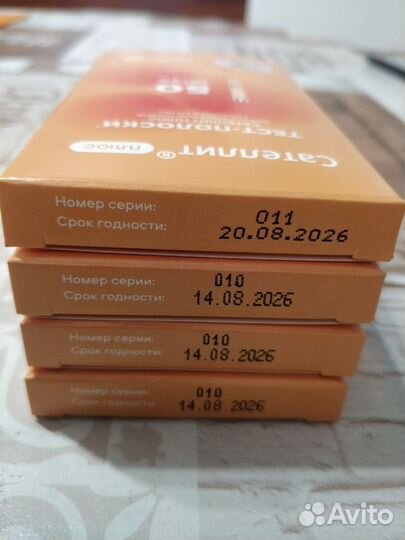 Сателлит® плюс
ТЕСТ-ПОЛОСКИ
50
Номер серии: 011
Срок годности: 20.08.2026
Номер серии: 010
Срок годности: 14.08.2026
Номер серии: 010
Срок годности: 14.08.2026
Номер серии: 010
Срок годности: 14.08.2026
Avito